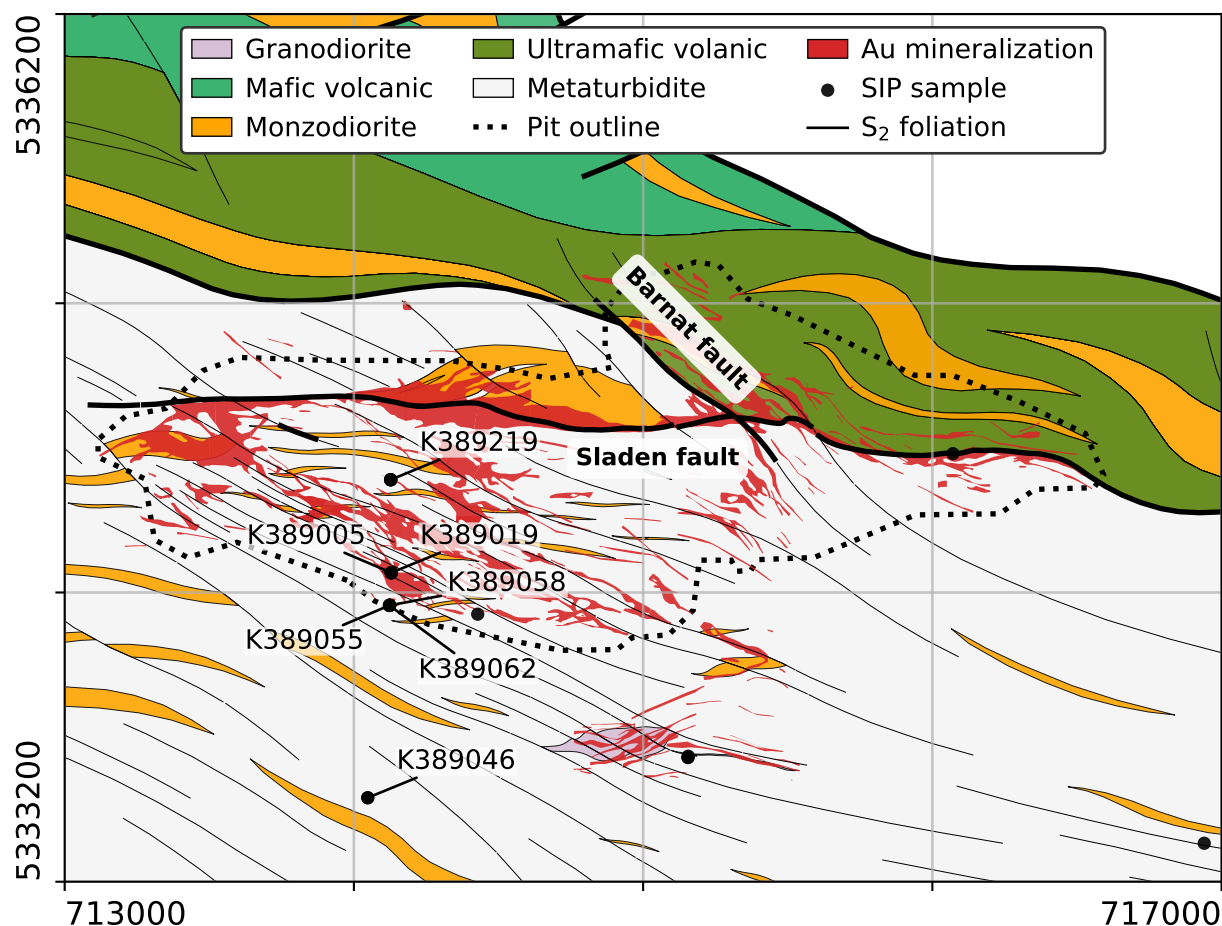 5336200
Granodiorite
Mafic volcanic
Monzodiorite
Ultramafic volanic
Metaturbidite
Pit outline
Au mineralization
SIP sample
S₂ foliation
Barnat fault
K389219
Sladen fault
K389005
K389019
K389058
K389055
K389062
K389046
5333200
713000
717000